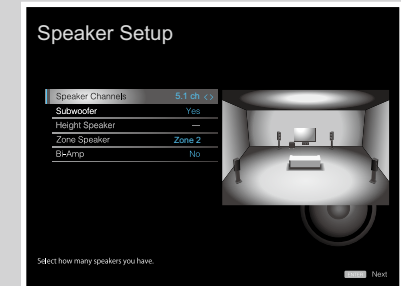 Speaker Setup
Speaker Channels 5.1 ch <>
Subwoofer Yes
Height Speaker ---
Zone Speaker Zone 2
Bi-Amp No
Select how many speakers you have.
ENTER Next